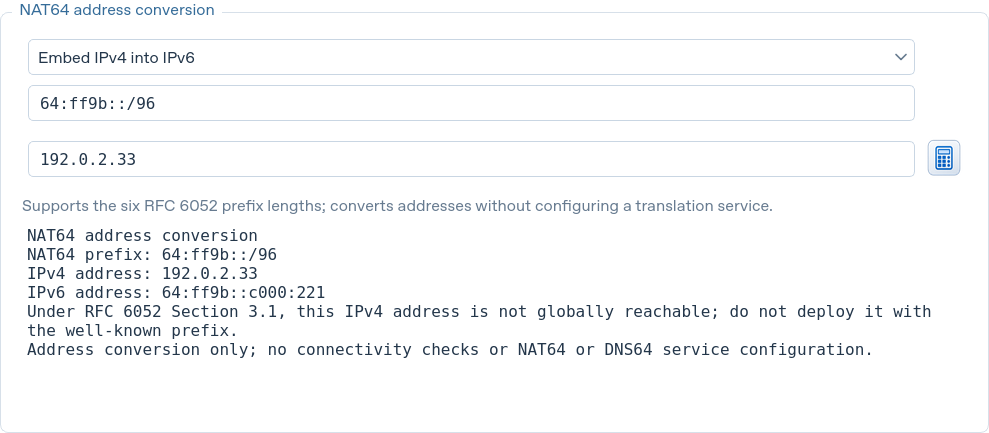 NAT64 address conversion
Embed IPv4 into IPv6
64:ff9b::/96
192.0.2.33
Supports the six RFC 6052 prefix lengths; converts addresses without configuring a translation service.
NAT64 address conversion
NAT64 prefix: 64:ff9b::/96
IPv4 address: 192.0.2.33
IPv6 address: 64:ff9b::c000:221
Under RFC 6052 Section 3.1, this IPv4 address is not globally reachable; do not deploy it with
the well-known prefix.
Address conversion only; no connectivity checks or NAT64 or DNS64 service configuration.